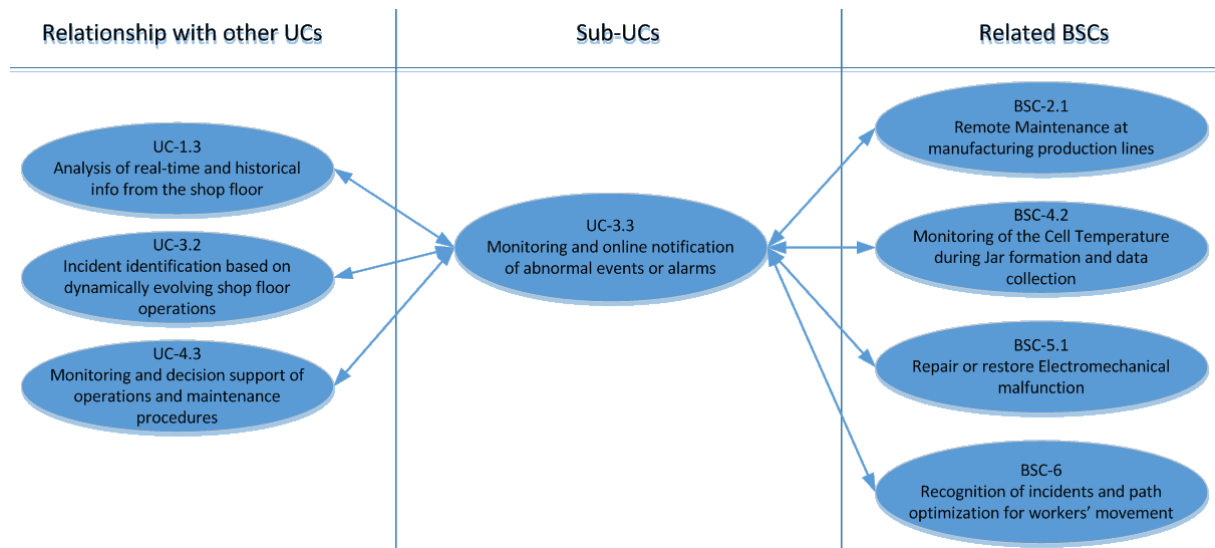 Relationship with other UCs
Sub-UCs
Related BSCs
UC-1.3
Analysis of real-time and historical
info from the shop floor
UC-3.2
Incident identification based on
dynamically evolving shop floor
operations
UC-4.3
Monitoring and decision support of
operations and maintenance
procedures
UC-3.3
Monitoring and online notification
of abnormal events or alarms
BSC-2.1
Remote Maintenance at
manufacturing production lines
BSC-4.2
Monitoring of the Cell Temperature
during Jar formation and data
collection
BSC-5.1
Repair or restore Electromechanical
malfunction
BSC-6
Recognition of incidents and path
optimization for workers’ movement